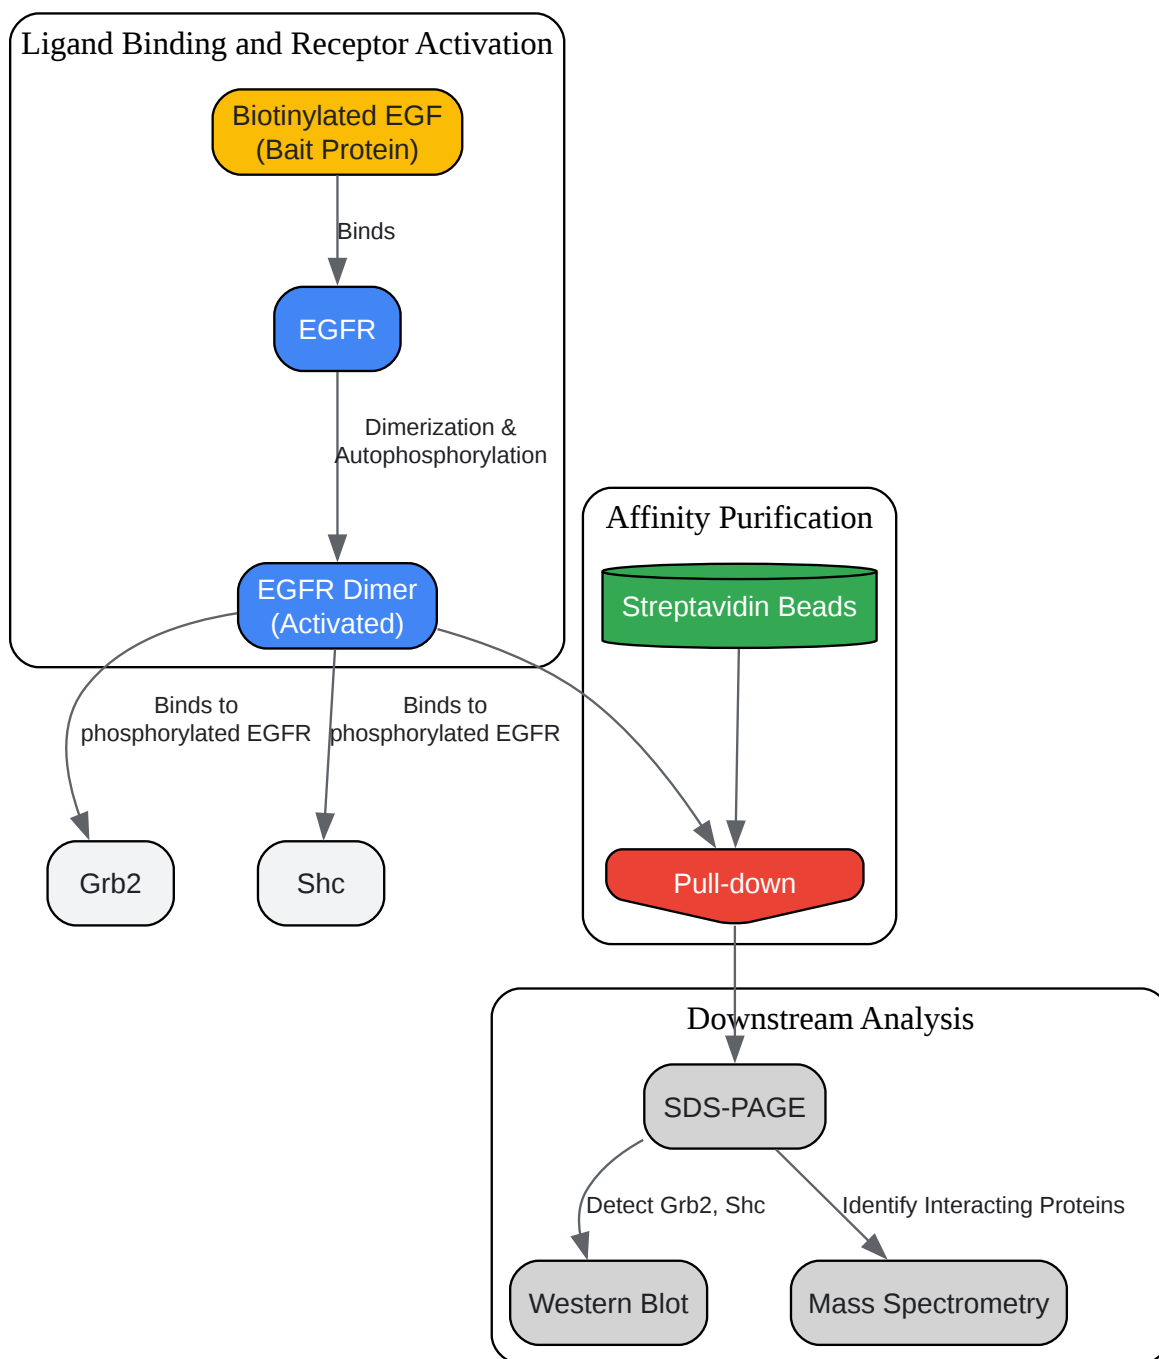 Ligand Binding and Receptor Activation
Biotinylated EGF
(Bait Protein)
Binds
EGFR
Dimerization &
Autophosphorylation
EGFR Dimer
(Activated)
Affinity Purification
Streptavidin Beads
Binds to
phosphorylated EGFR
Binds to
phosphorylated EGFR
Grb2
Shc
Pull-down
Downstream Analysis
SDS-PAGE
Detect Grb2, Shc
Identify Interacting Proteins
Western Blot
Mass Spectrometry